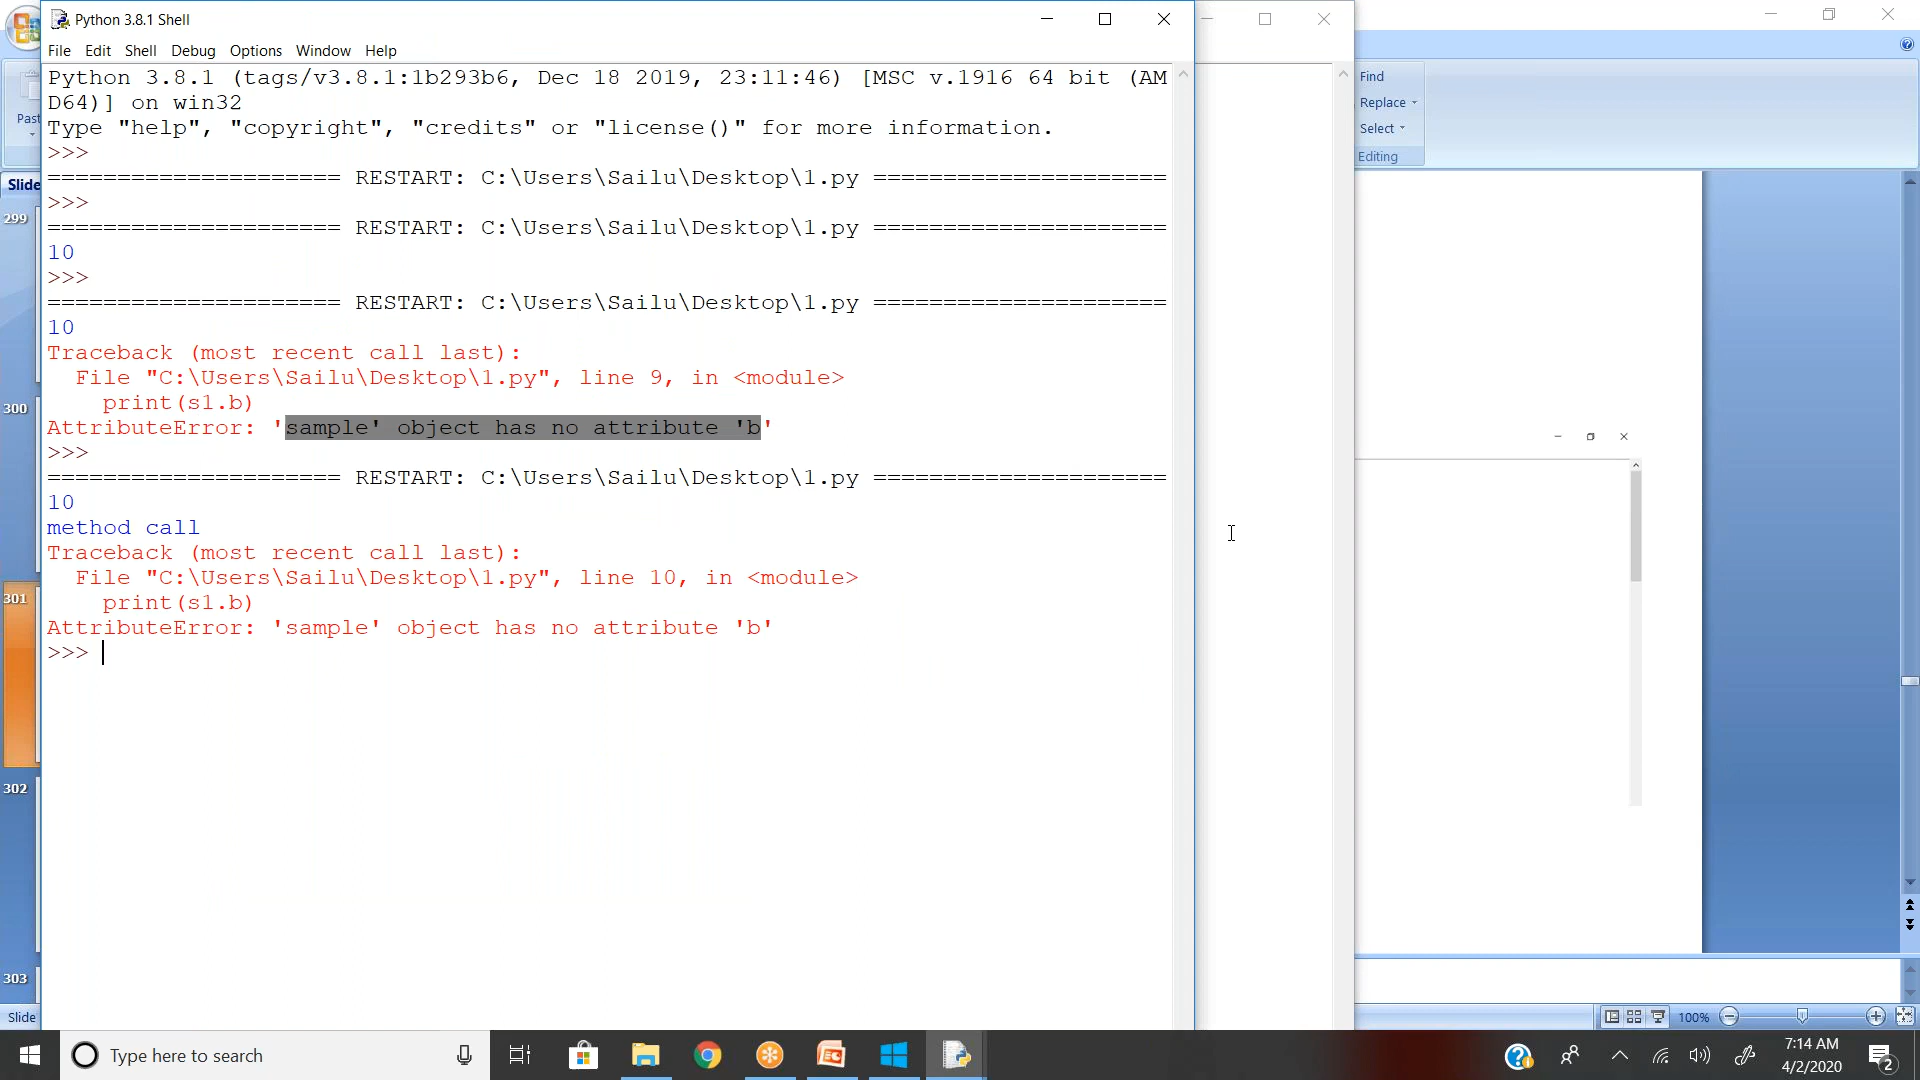 Python 3.8.1 Shell
File Edit Shell Debug Options Window Help
Python 3.8.1 (tags/v3.8.1:1b293b6, Dec 18 2019, 23:11:46) [MSC v.1916 64 bit (AM
D64)] on win32
Type "help", "copyright", "credits" or "license()" for more information.
>>>
===================== RESTART: C:\Users\Sailu\Desktop\1.py =====================
>>>
===================== RESTART: C:\Users\Sailu\Desktop\1.py =====================
10
>>>
===================== RESTART: C:\Users\Sailu\Desktop\1.py =====================
10
Traceback (most recent call last):
  File "C:\Users\Sailu\Desktop\1.py", line 9, in <module>
    print(s1.b)
AttributeError: 'sample' object has no attribute 'b'
>>>
===================== RESTART: C:\Users\Sailu\Desktop\1.py =====================
10
method call
Traceback (most recent call last):
  File "C:\Users\Sailu\Desktop\1.py", line 10, in <module>
    print(s1.b)
AttributeError: 'sample' object has no attribute 'b'
>>>
Past
Slide
299
300
301
302
303
Slide
Find
Replace
Select
Editing
100%
Type here to search
7:14 AM
4/2/2020
2